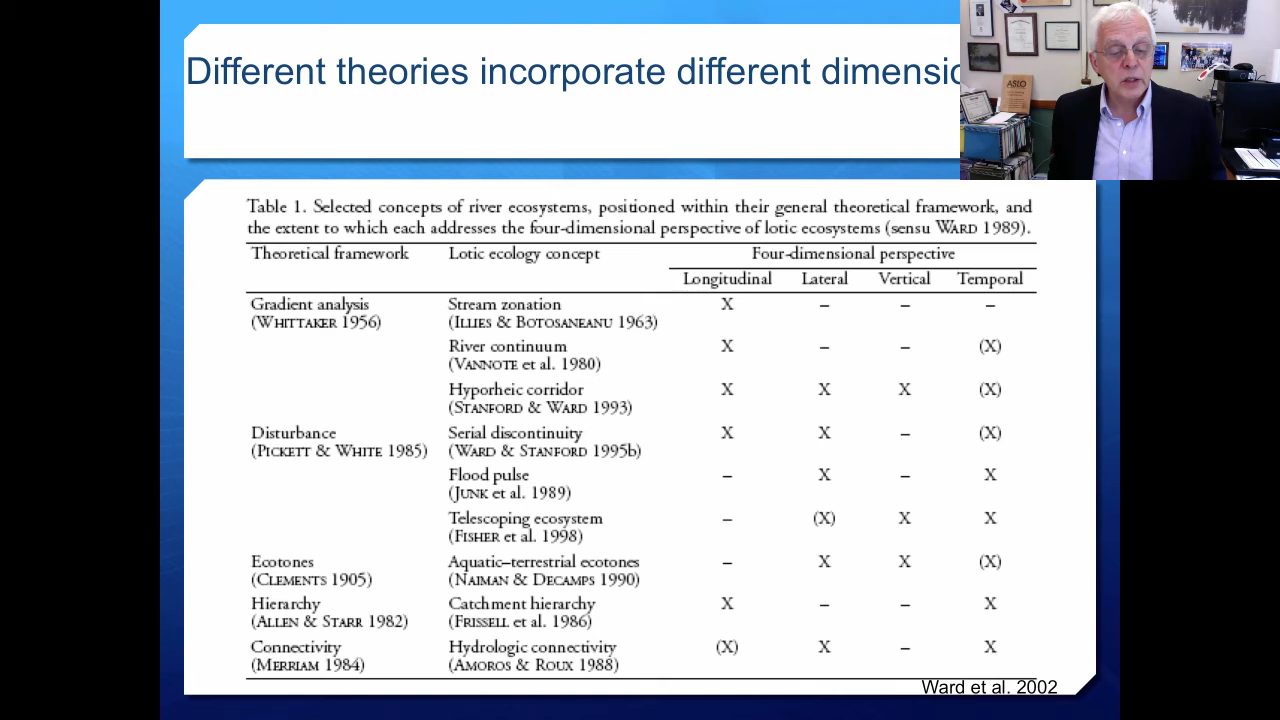 Different theories incorporate different
Table 1. Selected concepts of river ecosystems, positioned within their general theoretical framework, and
the extent to which each addresses the four-dimensional perspective of lotic ecosystems (sensu WARD 1989).
Theoretical framework Lotic ecology concept Four-dimensional perspective
Longitudinal Lateral Vertical Temporal
Gradient analysis Stream zonation X – – –
(WHITTAKER 1956) (ILLIES & BOTOSANEANU 1963)
River continuum X – – (X)
(VANNOTE et al. 1980)
Hyporheic corridor X X X (X)
(STANFORD & WARD 1993)
Disturbance Serial discontinuity X X – (X)
(PICKETT & WHITE 1985) (WARD & STANFORD 1995b)
Flood pulse – X – X
(JUNK et al. 1989)
Telescoping ecosystem – (X) X X
(FISHER et al. 1998)
Ecotones Aquatic–terrestrial ecotones – X X (X)
(CLEMENTS 1905) (NAIMAN & DECAMPS 1990)
Hierarchy Catchment hierarchy X – – X
(ALLEN & STARR 1982) (FRISSELL et al. 1986)
Connectivity Hydrologic connectivity (X) X – X
(MERRIAM 1984) (AMOROS & ROUX 1988)
Ward et al. 2002
ASLO